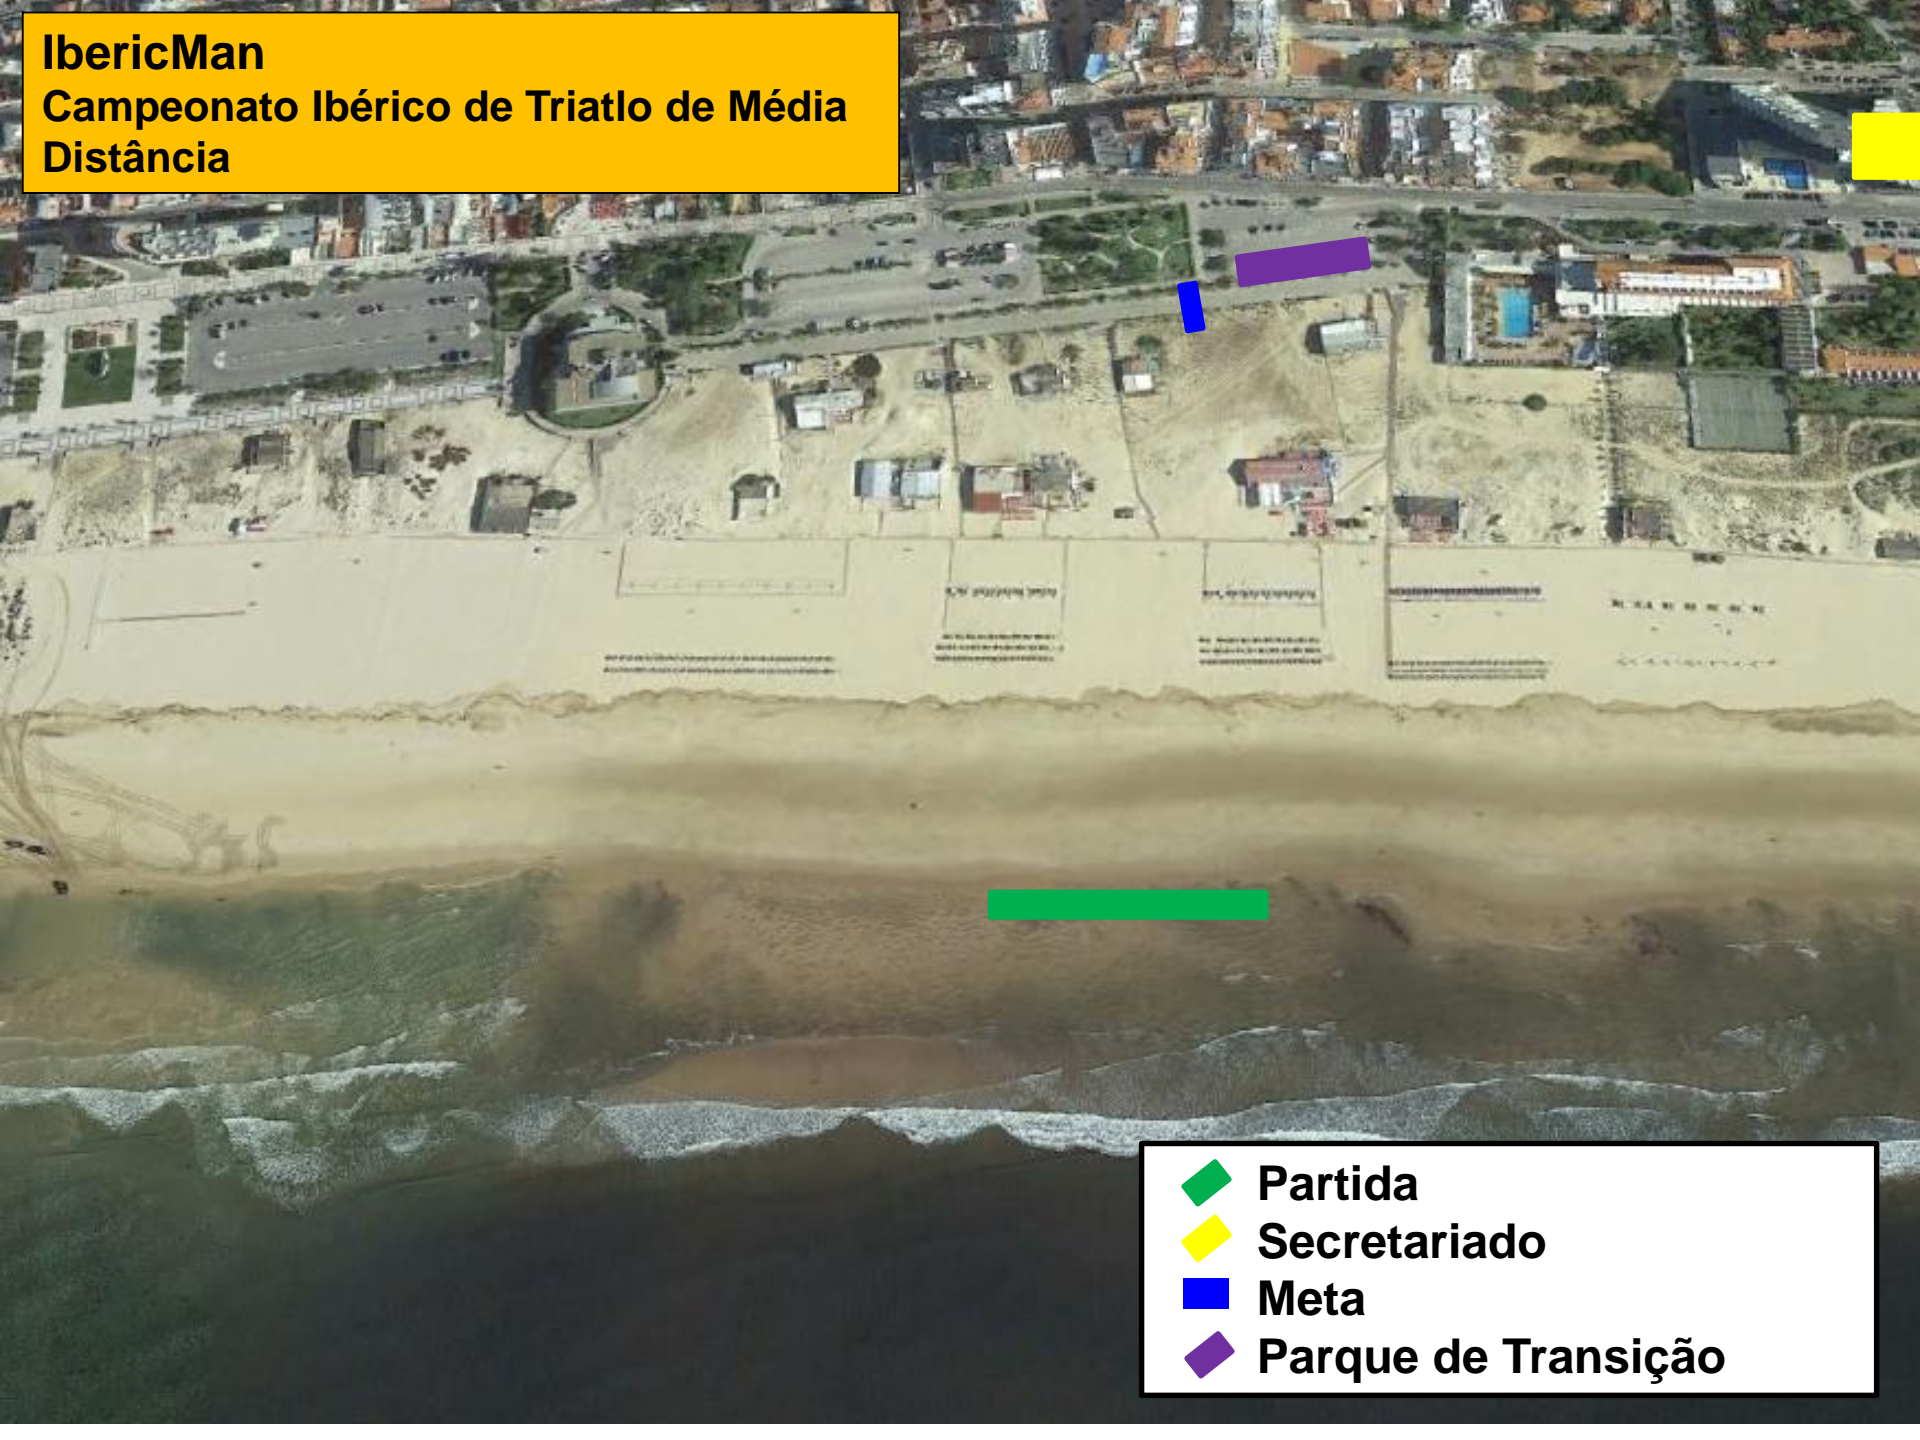 IbericMan
Campeonato Ibérico de Triatlo de Média
Distância
Partida
Secretariado
Meta
Parque de Transição